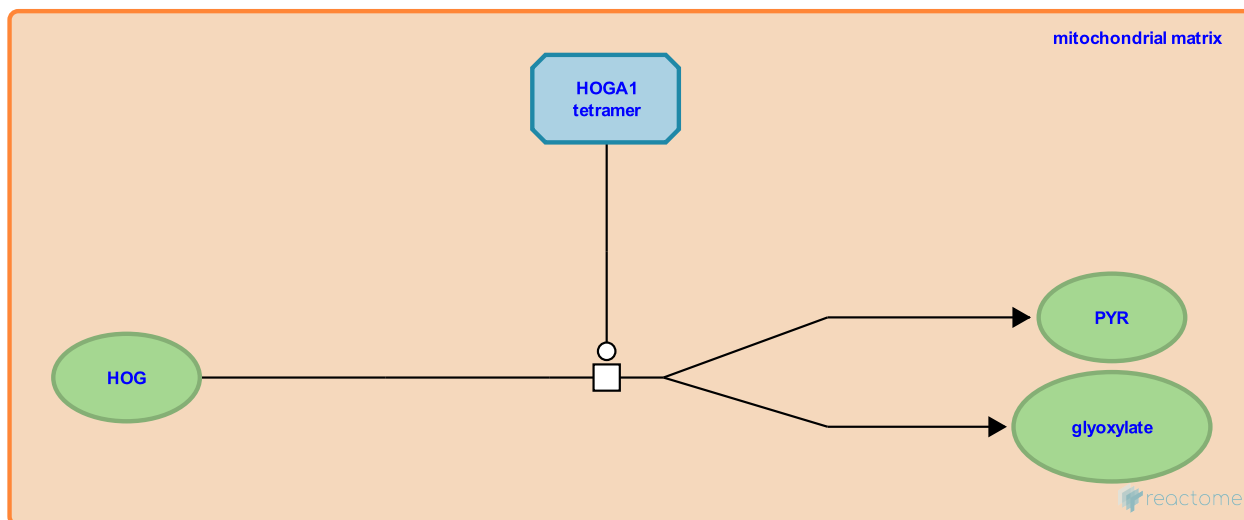 mitochondrial matrix
HOGA1
tetramer
HOG
PYR
glyoxylate
reactome